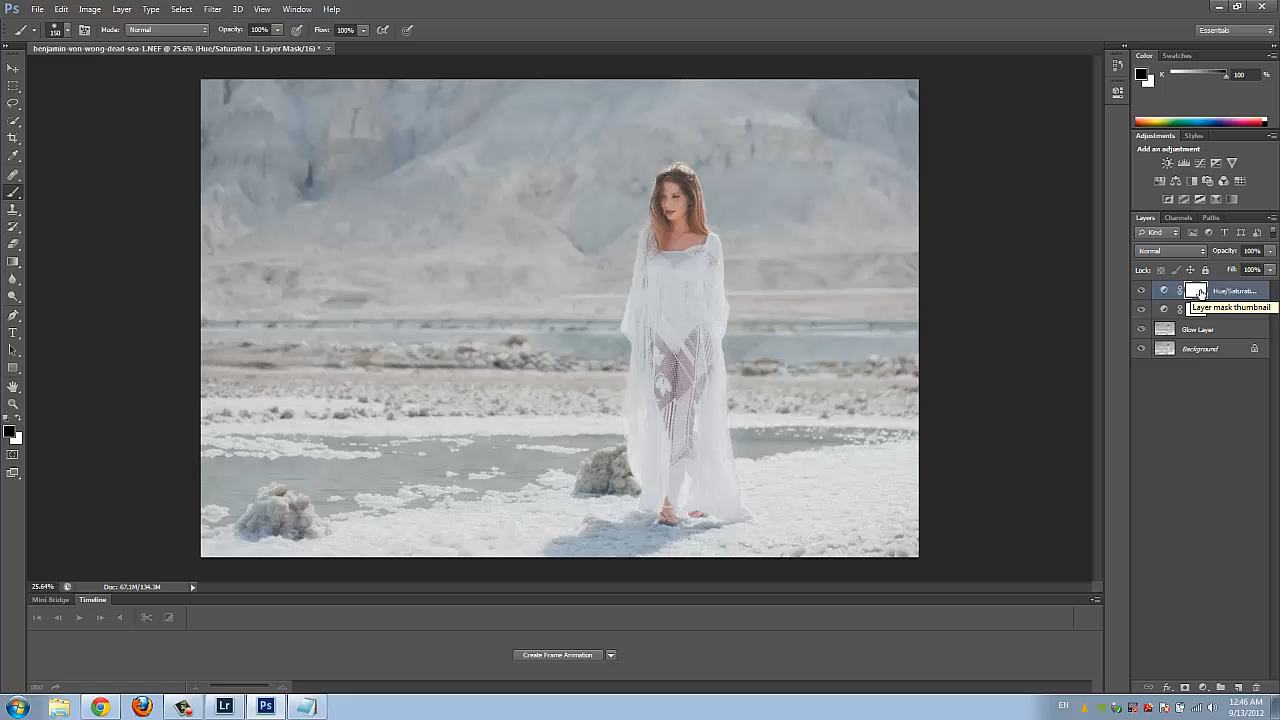 Ps File Edit Image Layer Type Select Filter 3D View Window Help
150 Mode: Normal Opacity: 100% Flow: 100% Essentials
benjamin-von-wong-dead-sea-1.NEF @ 25.6% (Hue/Saturation 1, Layer Mask/16) * ×
Color Swatches
K 100 %
Adjustments Styles
Add an adjustment
Layers Channels Paths
Kind
Normal Opacity: 100%
Lock: Fill: 100%
Hue/Saturati...
Layer mask thumbnail
Glow Layer
Background
25.64% Doc: 67.1M/134.3M
Mini Bridge Timeline
Create Frame Animation
Lr Ps EN 12:46 AM
9/13/2012